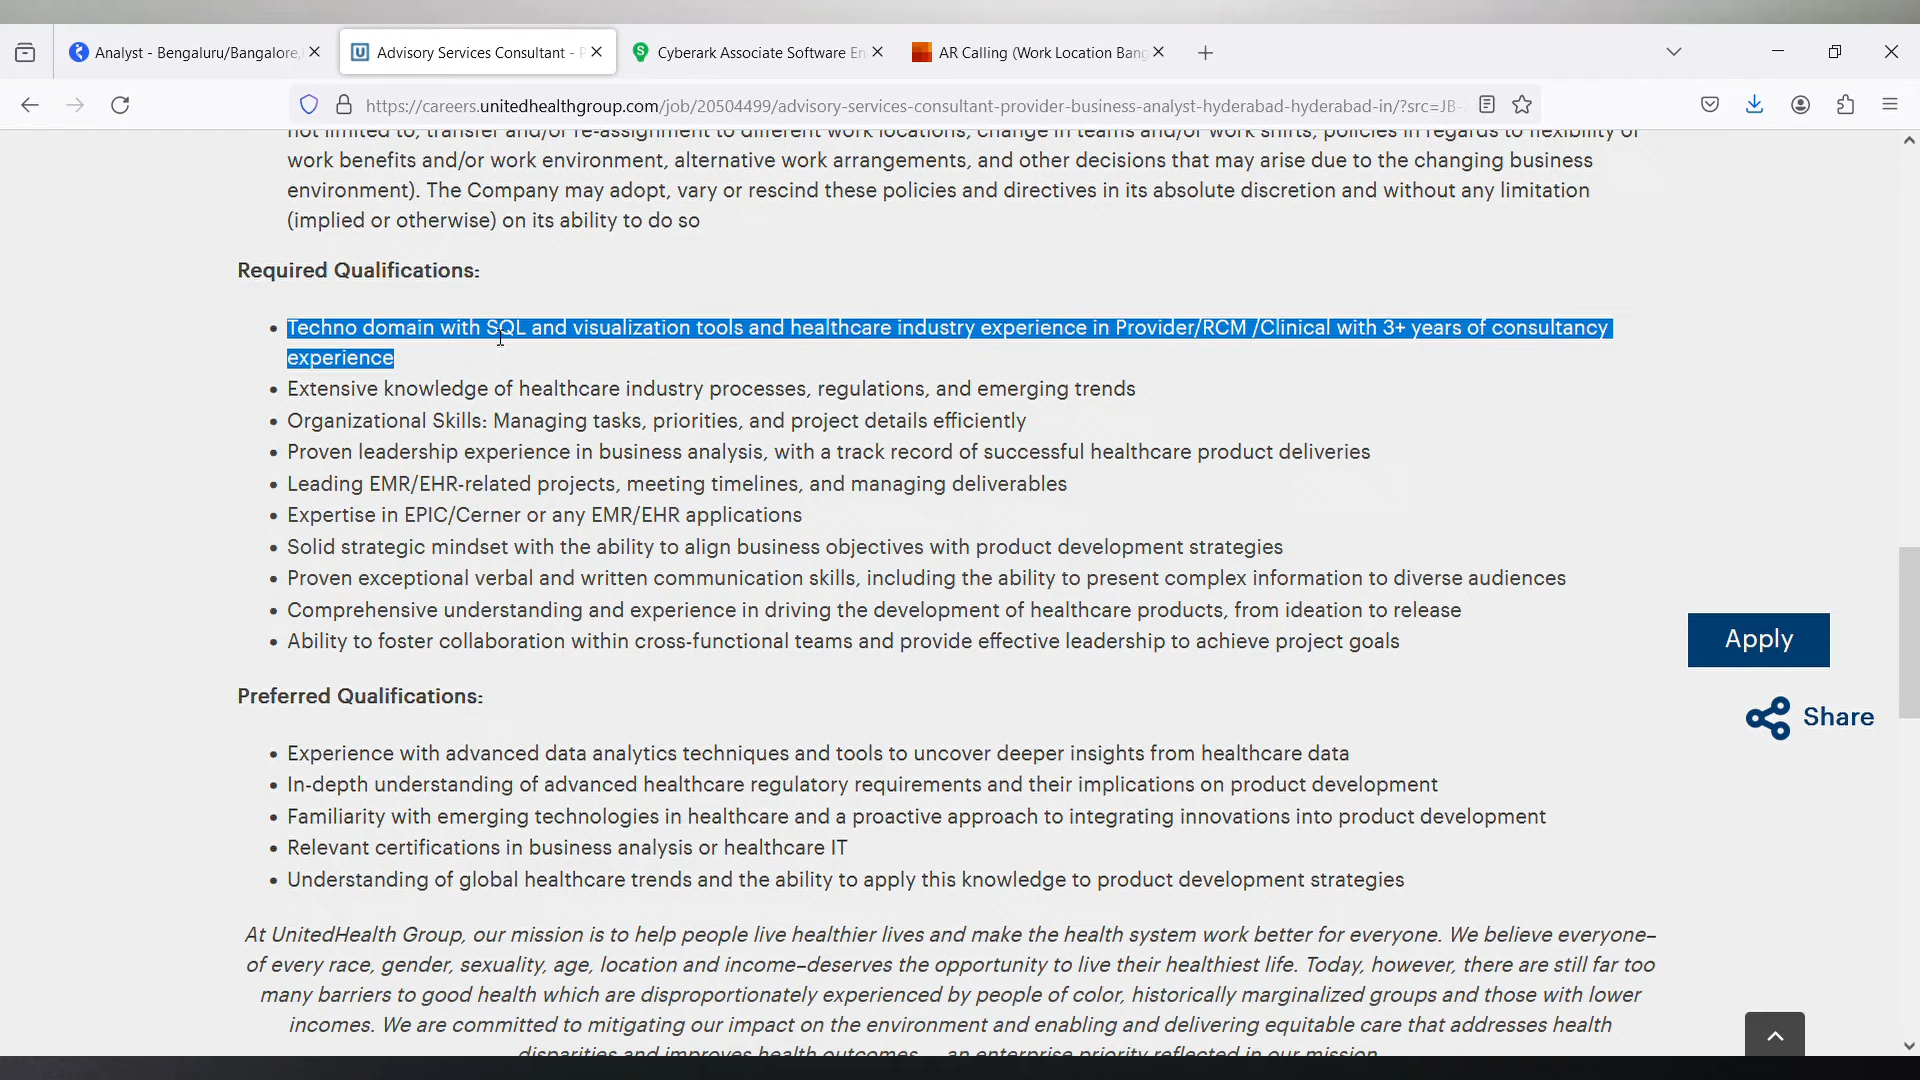 Analyst - Bengaluru/Bangalore,
Advisory Services Consultant - P
Cyberark Associate Software En
AR Calling (Work Location Bang
https://careers.unitedhealthgroup.com/job/20504499/advisory-services-consultant-provider-business-analyst-hyderabad-hyderabad-in/?src=JB-
not limited to, transfer and/or re-assignment to different work locations, change in teams and/or work shifts, policies in regards to flexibility of
work benefits and/or work environment, alternative work arrangements, and other decisions that may arise due to the changing business
environment). The Company may adopt, vary or rescind these policies and directives in its absolute discretion and without any limitation
(implied or otherwise) on its ability to do so
Required Qualifications:
• Techno domain with SQL and visualization tools and healthcare industry experience in Provider/RCM /Clinical with 3+ years of consultancy
experience
• Extensive knowledge of healthcare industry processes, regulations, and emerging trends
• Organizational Skills: Managing tasks, priorities, and project details efficiently
• Proven leadership experience in business analysis, with a track record of successful healthcare product deliveries
• Leading EMR/EHR-related projects, meeting timelines, and managing deliverables
• Expertise in EPIC/Cerner or any EMR/EHR applications
• Solid strategic mindset with the ability to align business objectives with product development strategies
• Proven exceptional verbal and written communication skills, including the ability to present complex information to diverse audiences
• Comprehensive understanding and experience in driving the development of healthcare products, from ideation to release
• Ability to foster collaboration within cross-functional teams and provide effective leadership to achieve project goals
Apply
Share
Preferred Qualifications:
• Experience with advanced data analytics techniques and tools to uncover deeper insights from healthcare data
• In-depth understanding of advanced healthcare regulatory requirements and their implications on product development
• Familiarity with emerging technologies in healthcare and a proactive approach to integrating innovations into product development
• Relevant certifications in business analysis or healthcare IT
• Understanding of global healthcare trends and the ability to apply this knowledge to product development strategies
At UnitedHealth Group, our mission is to help people live healthier lives and make the health system work better for everyone. We believe everyone–
of every race, gender, sexuality, age, location and income–deserves the opportunity to live their healthiest life. Today, however, there are still far too
many barriers to good health which are disproportionately experienced by people of color, historically marginalized groups and those with lower
incomes. We are committed to mitigating our impact on the environment and enabling and delivering equitable care that addresses health
disparities and improves health outcomes — an enterprise priority reflected in our mission.